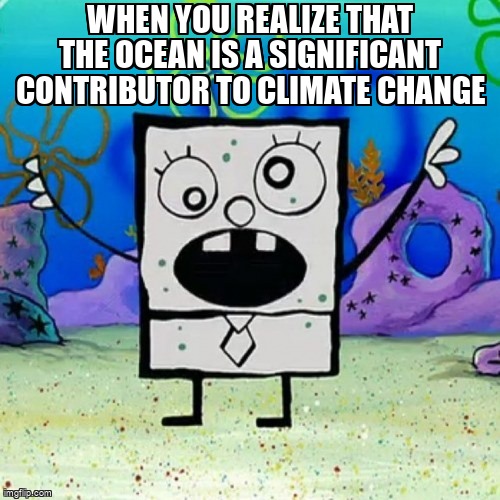 WHEN YOU REALIZE THAT
THE OCEAN IS A SIGNIFICANT
CONTRIBUTOR TO CLIMATE CHANGE
imgflip.com